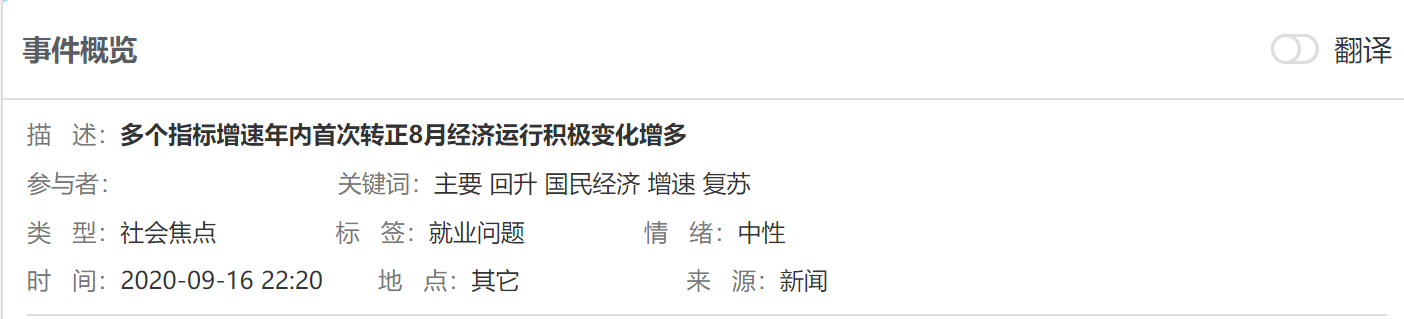 事件概览 翻译
描 述：多个指标增速年内首次转正8月经济运行积极变化增多
参与者： 关键词：主要 回升 国民经济 增速 复苏
类 型：社会焦点 标 签：就业问题 情 绪：中性
时 间：2020-09-16 22:20 地 点：其它 来 源：新闻